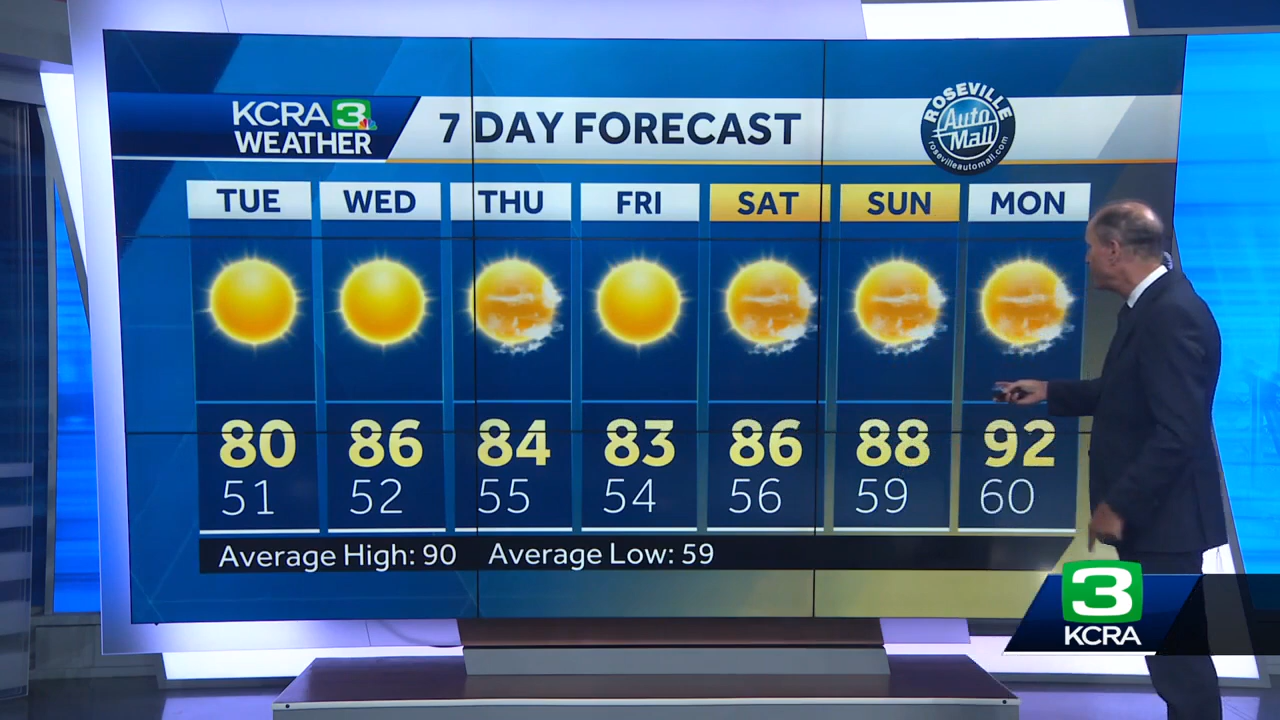 KCRA 3
WEATHER
7 DAY FORECAST
ROSEVILLE
Auto
Mall
rosevilleautomall.com
TUE WED THU FRI SAT SUN MON
80 86 84 83 86 88 92
51 52 55 54 56 59 60
Average High: 90 Average Low: 59
3
KCRA